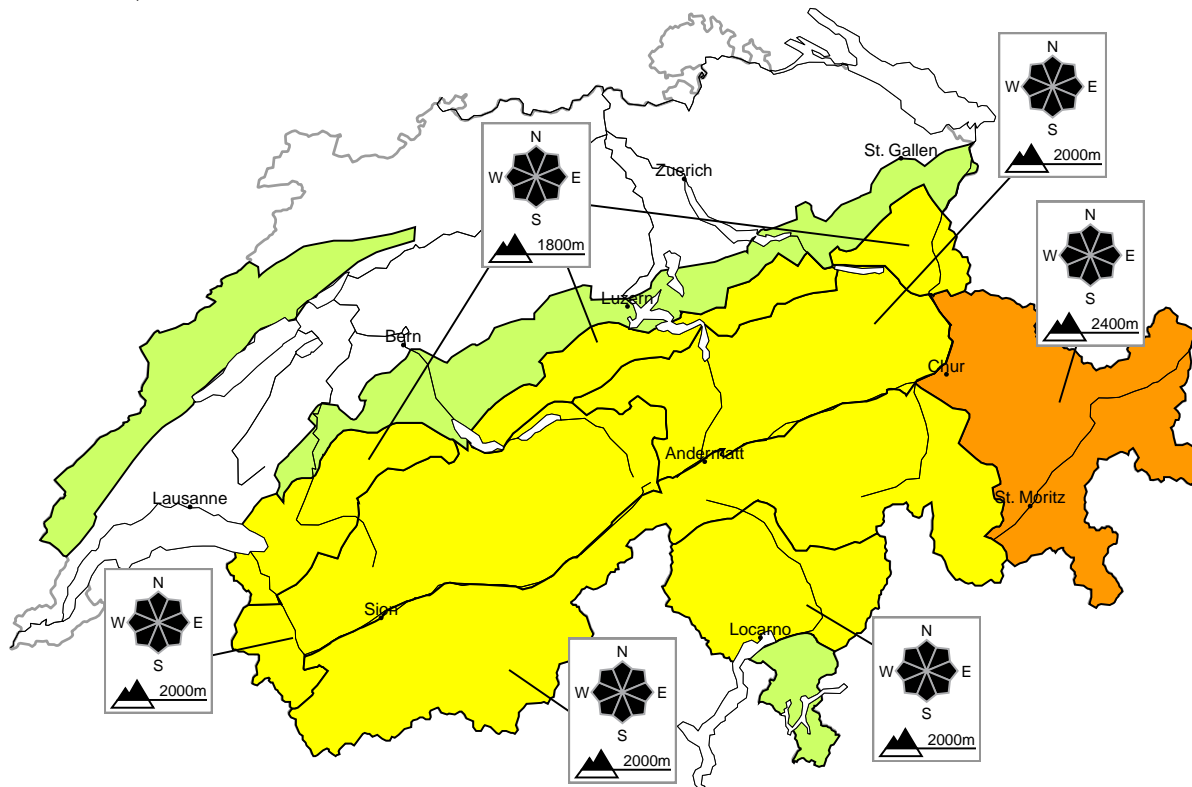 N
W E
S
2000m
N
W E
S
1800m
St. Gallen
Zuerich
N
W E
S
2400m
Luzern
Bern
Chur
Andermatt
Lausanne
St. Moritz
N
W E
S
2000m
Sion
Locarno
N
W E
S
2000m
N
W E
S
2000m